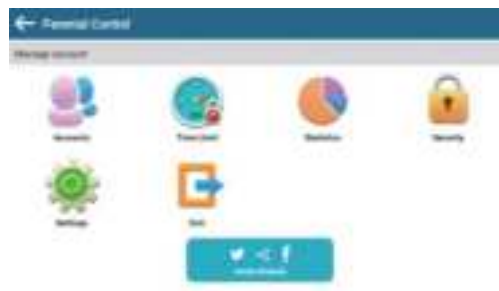 Parental Control
Manage account
Accounts
Time Limit
Statistics
Security
Settings
Exit